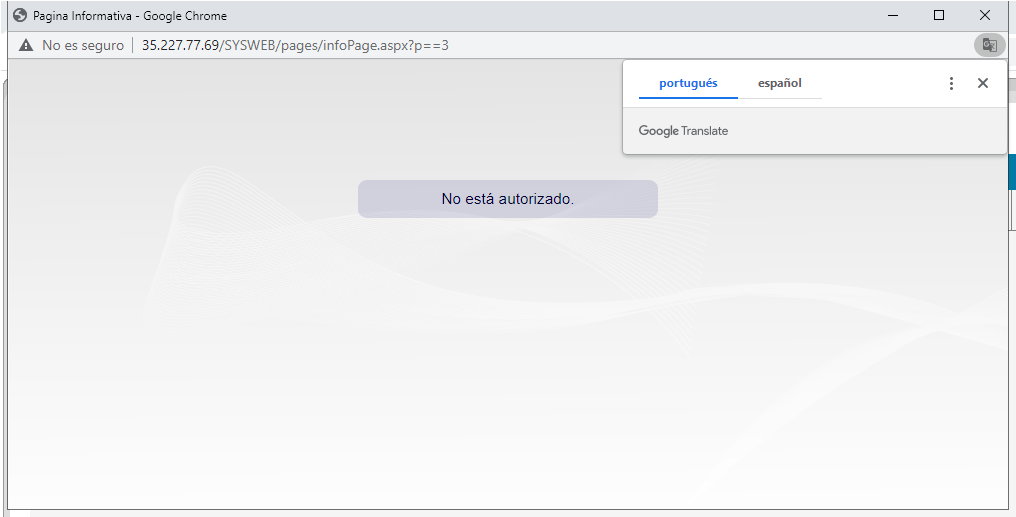 Pagina Informativa - Google Chrome
No es seguro 35.227.77.69/SYSWEB/pages/infoPage.aspx?p==3
portugués español
Google Translate
No está autorizado.